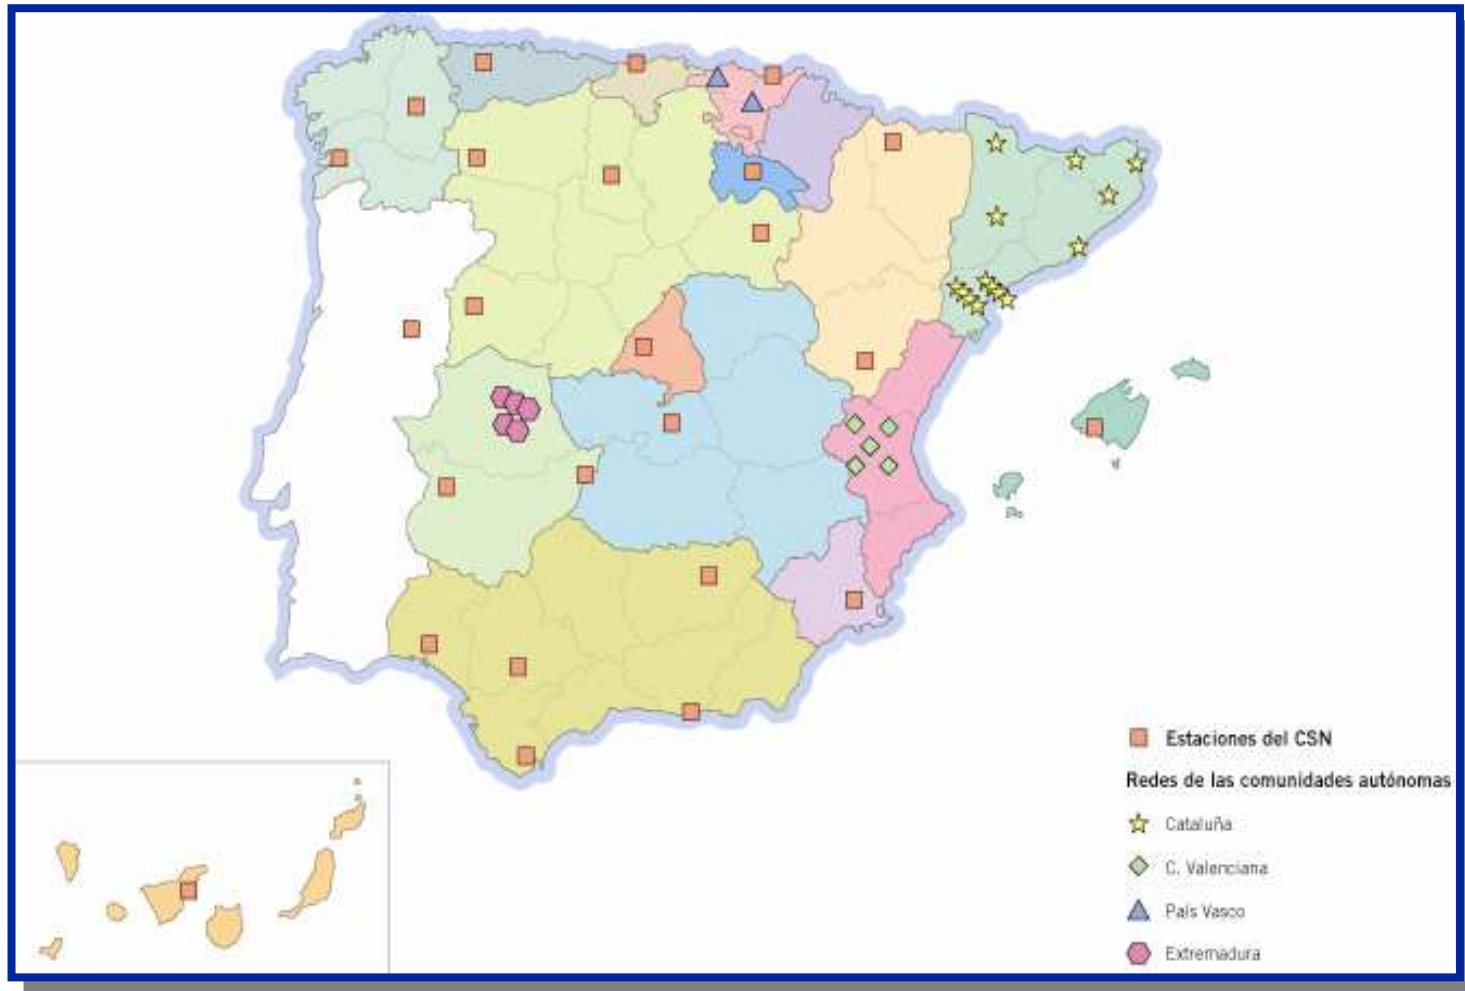 Estaciones del CSN
Redes de las comunidades autónomas
Cataluña
C. Valenciana
País Vasco
Extremadura